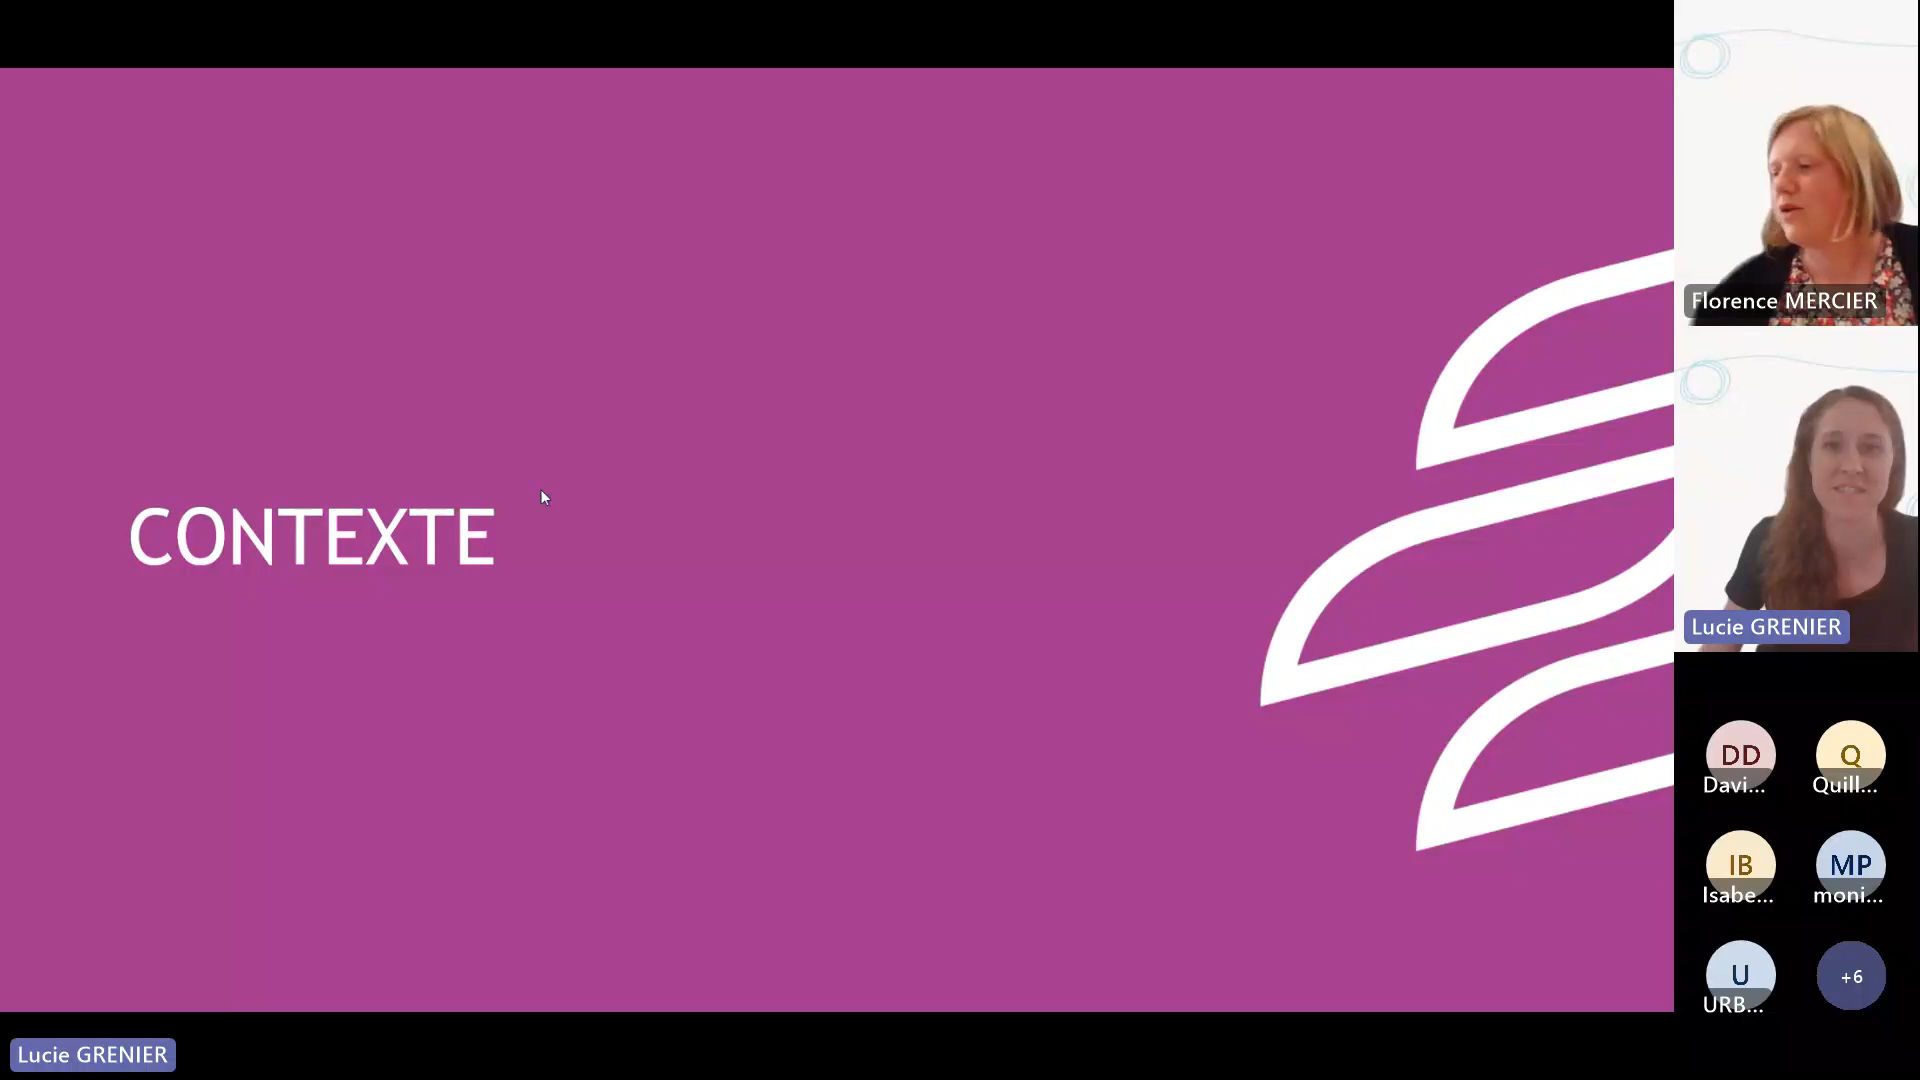 CONTEXTE
Florence MERCIER
Lucie GRENIER
DD
Davi...
Q
Quill...
IB
Isabe...
MP
moni...
U
URB...
+6
Lucie GRENIER